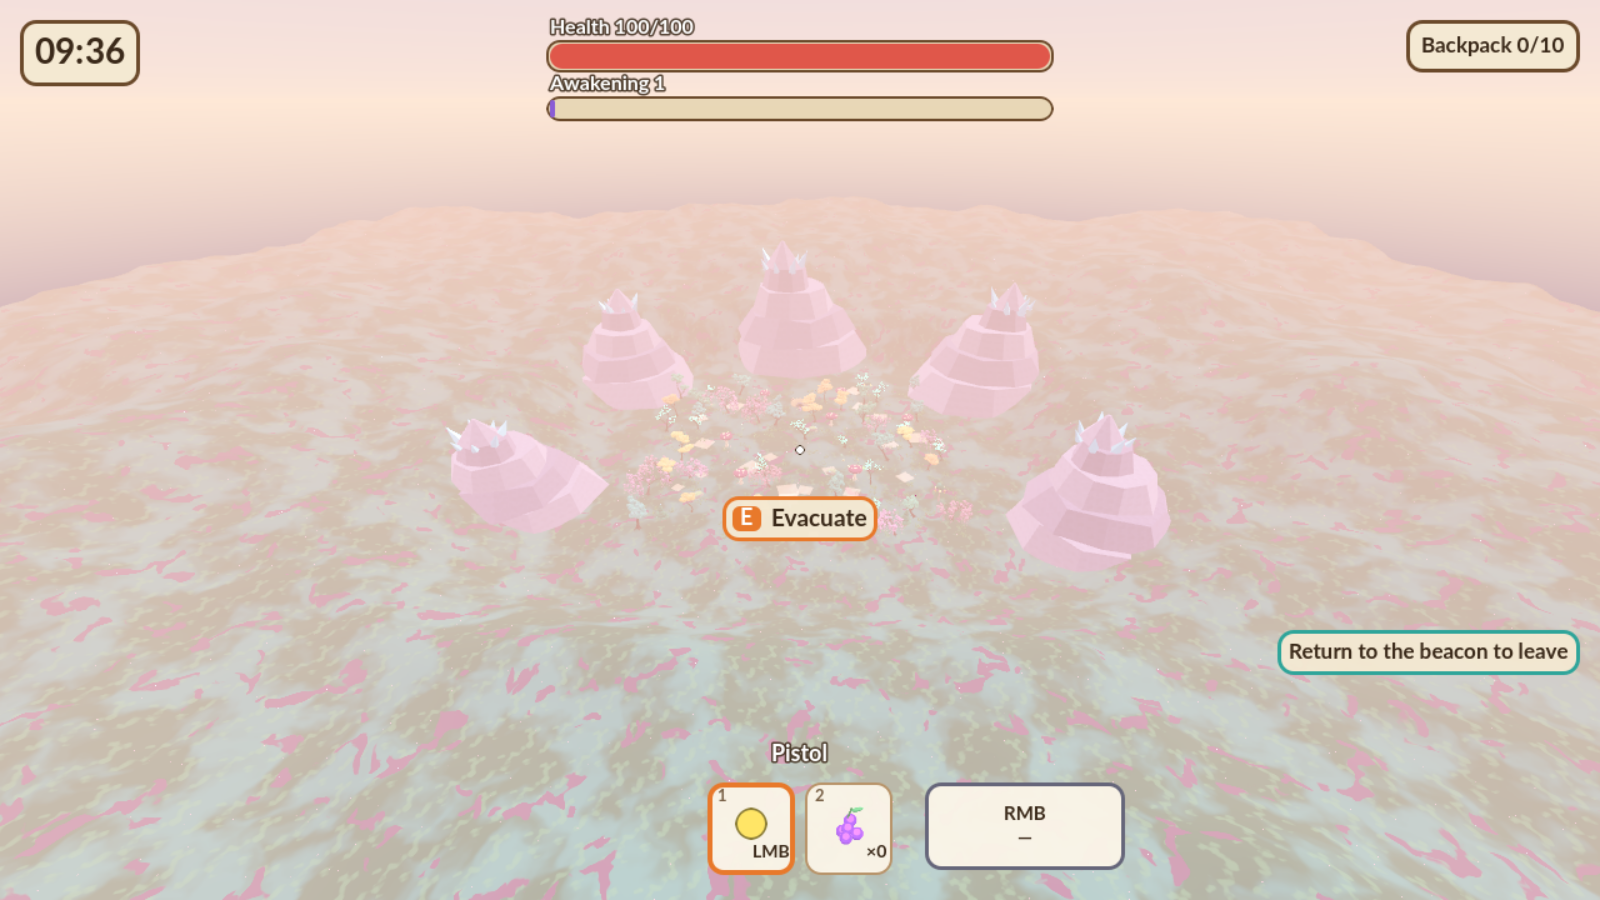 09:36
Health 100/100
Awakening 1
Backpack 0/10
E Evacuate
Return to the beacon to leave
Pistol
1
LMB
2
×0
RMB
—